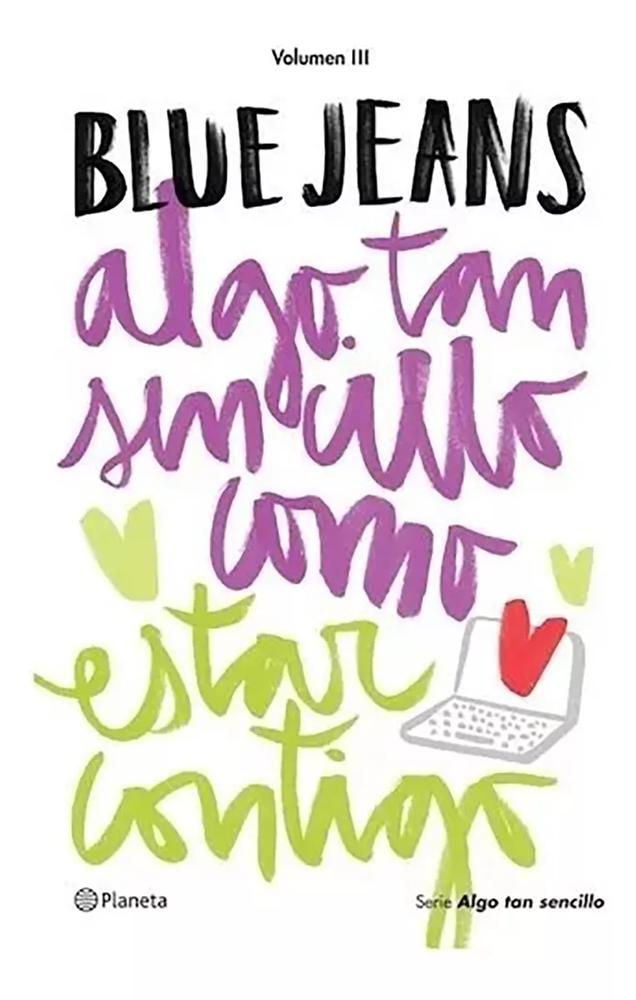 Volumen III
BLUE JEANS
algo tan
sencillo
como
estar
contigo
Planeta
Serie Algo tan sencillo